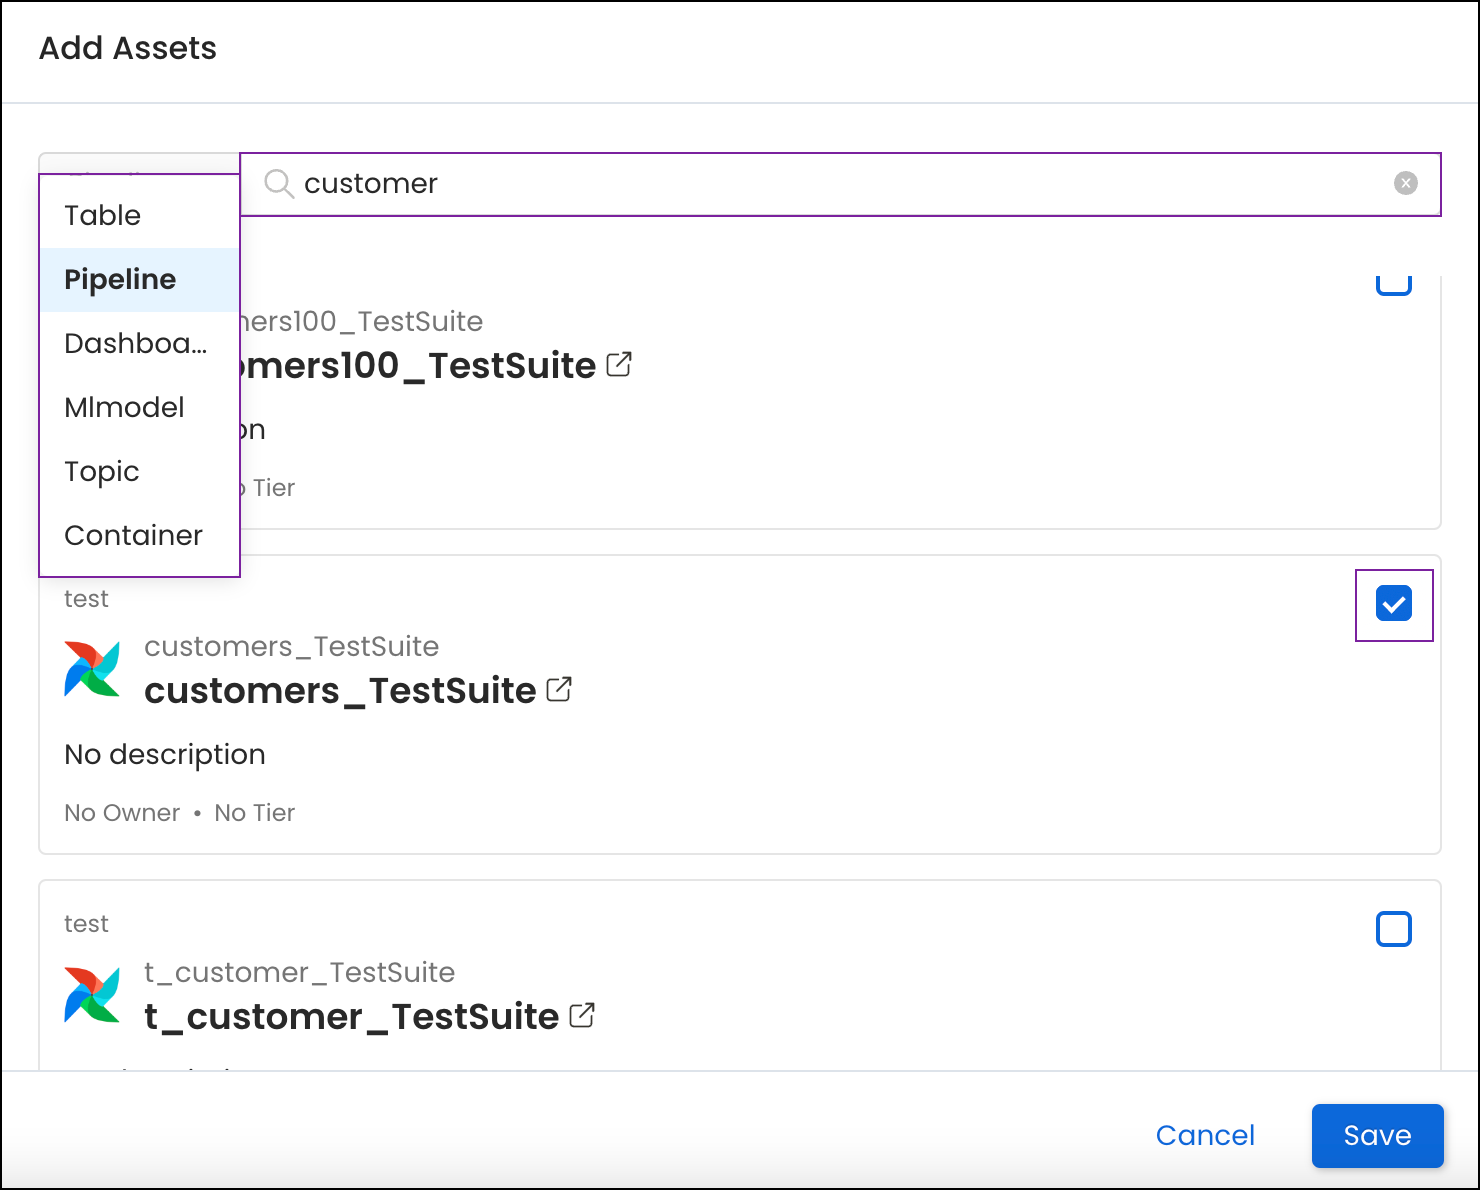 Add Assets
customer
Table
Pipeline
Dashboa...
Mlmodel
Topic
Container
mers100_TestSuite
omers100_TestSuite
on
Tier
test
customers_TestSuite
customers_TestSuite
No description
No Owner • No Tier
test
t_customer_TestSuite
t_customer_TestSuite
Cancel
Save